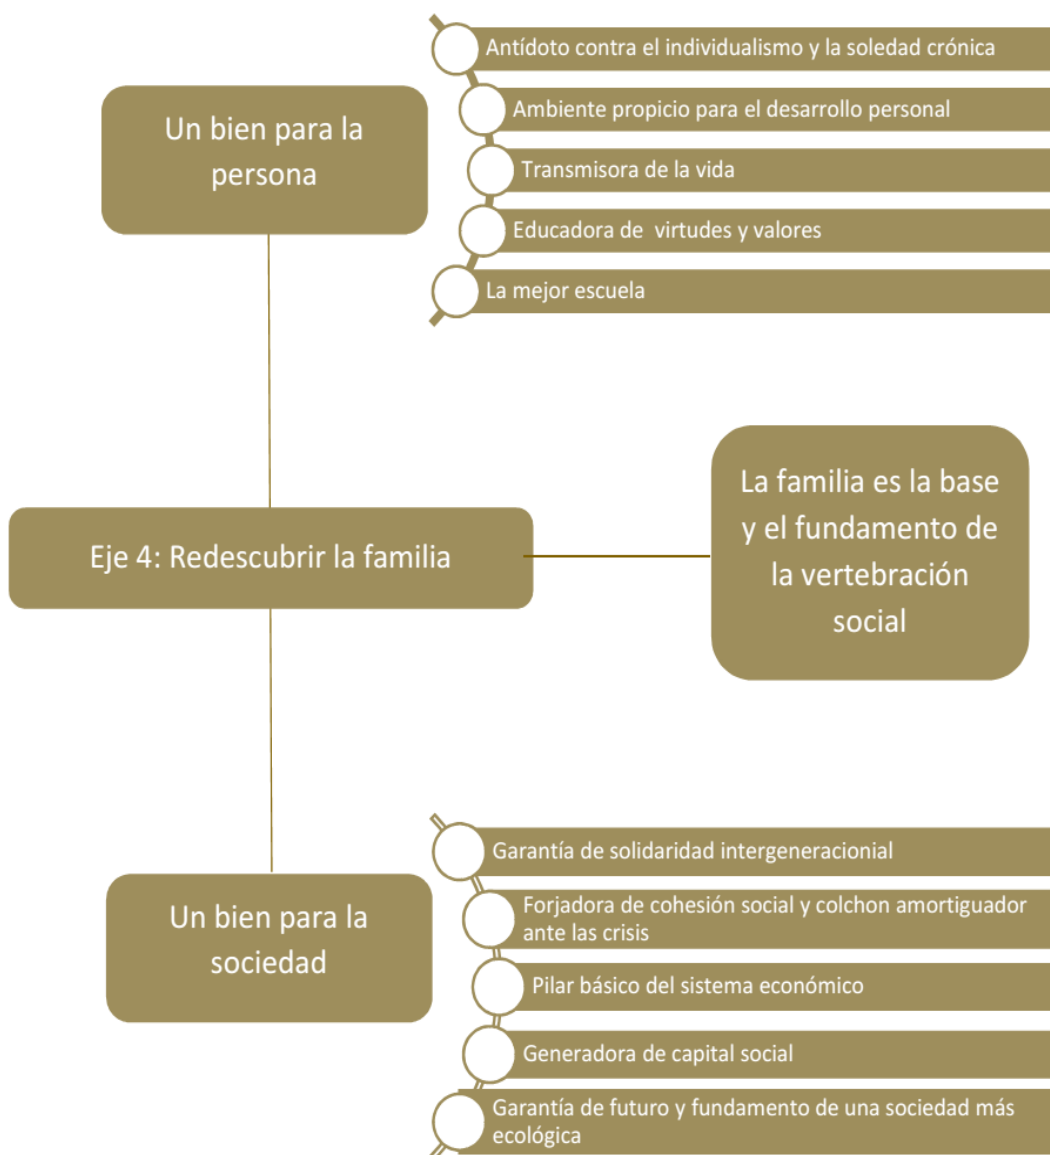 Antídoto contra el individualismo y la soledad crónica
Un bien para la
persona
Ambiente propicio para el desarrollo personal
Transmisora de la vida
Educadora de  virtudes y valores
La mejor escuela
Eje 4: Redescubrir la familia
La familia es la base
y el fundamento de
la vertebración
social
Un bien para la
sociedad
Garantía de solidaridad intergeneracionial
Forjadora de cohesión social y colchon amortiguador
ante las crisis
Pilar básico del sistema económico
Generadora de capital social
Garantía de futuro y fundamento de una sociedad más
ecológica